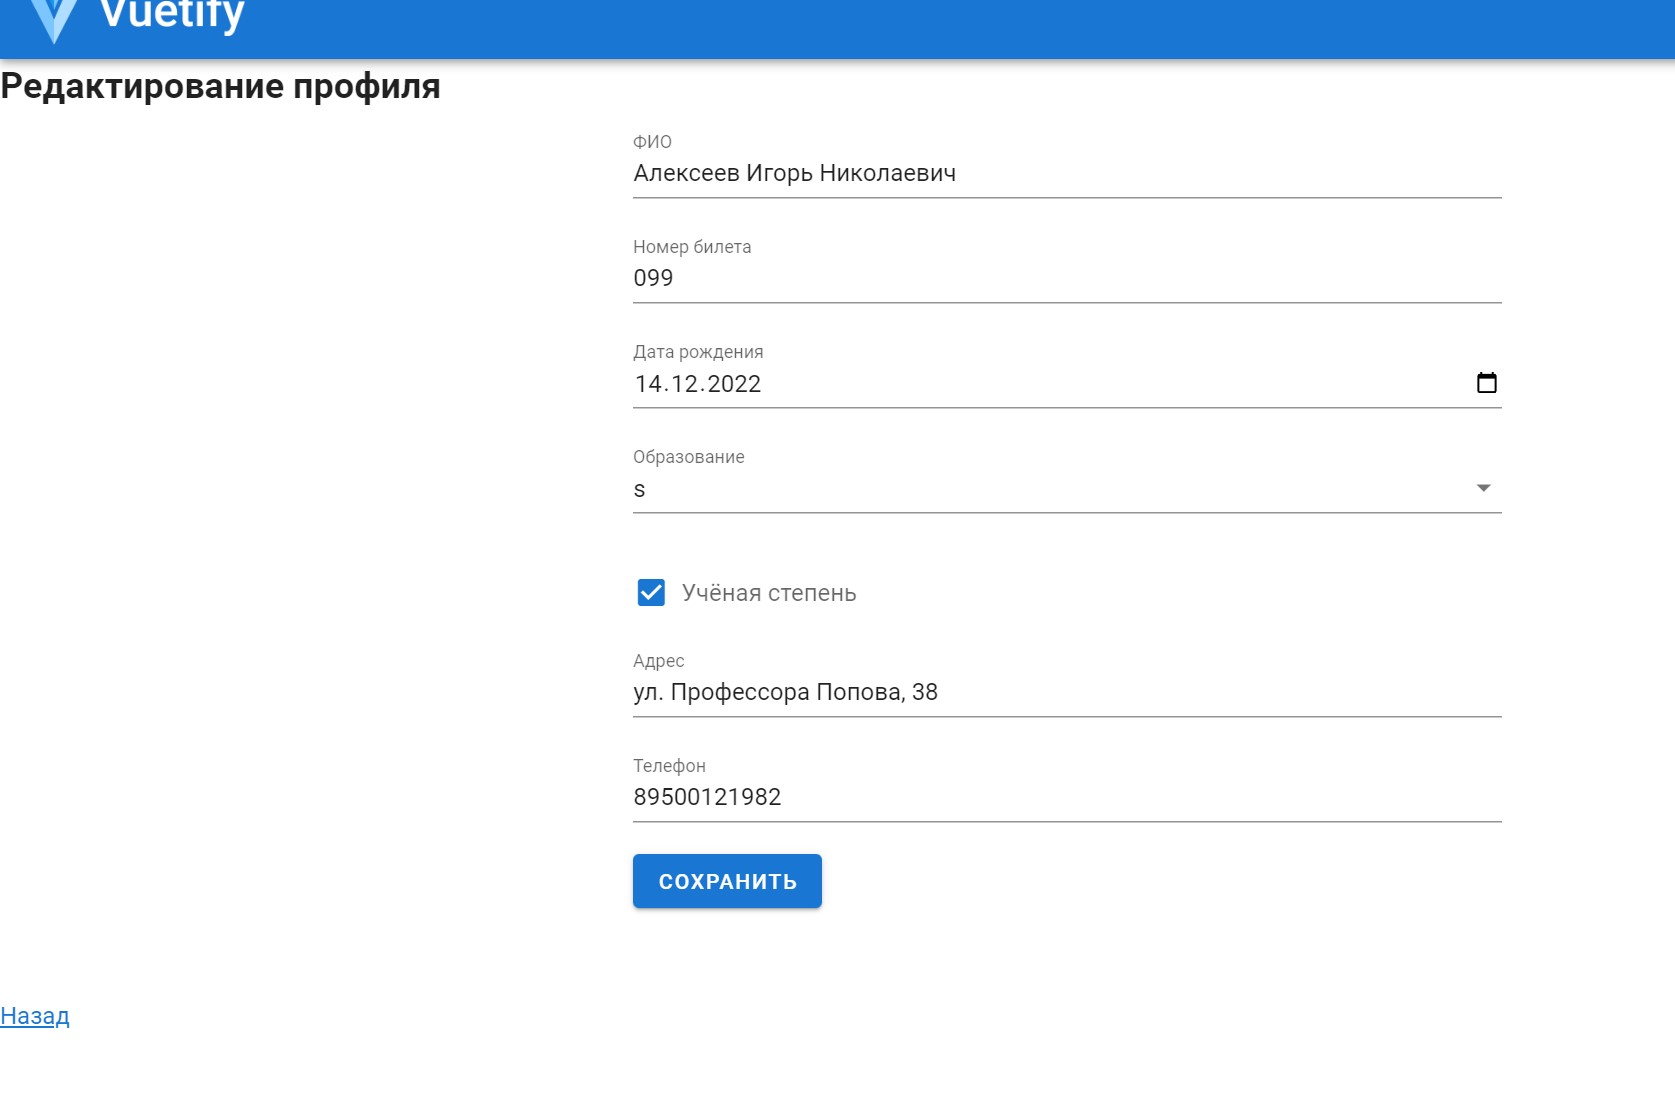 Vuetify
Редактирование профиля
ФИО
Алексеев Игорь Николаевич
Номер билета
099
Дата рождения
14.12.2022
Образование
s
Учёная степень
Адрес
ул. Профессора Попова, 38
Телефон
89500121982
СОХРАНИТЬ
Назад